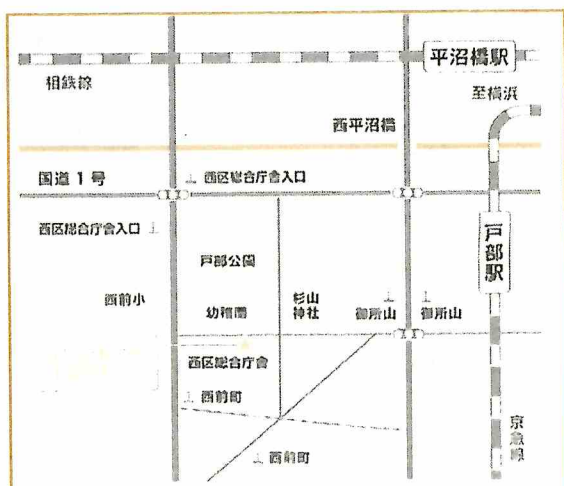 平沼橋駅
相鉄線
至横浜
西平沼橋
国道1号
西区総合庁舎入口
西区総合庁舎入口
戸部公園
戸部駅
西前小
幼稚園
杉山
神社
御所山
御所山
西区総合庁舎
西前町
西前町
京急線